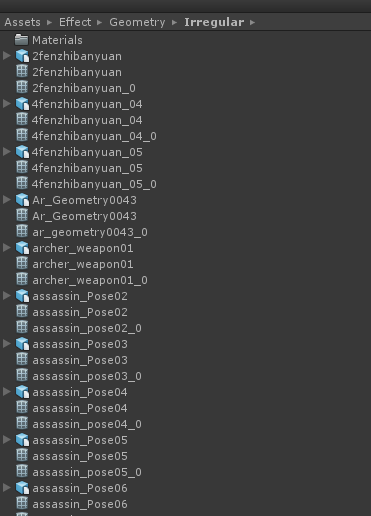 Assets ▸ Effect ▸ Geometry ▸ Irregular ▸
Materials
2fenzhibanyuan
2fenzhibanyuan
2fenzhibanyuan_0
4fenzhibanyuan_04
4fenzhibanyuan_04
4fenzhibanyuan_04_0
4fenzhibanyuan_05
4fenzhibanyuan_05
4fenzhibanyuan_05_0
Ar_Geometry0043
Ar_Geometry0043
ar_geometry0043_0
archer_weapon01
archer_weapon01
archer_weapon01_0
assassin_Pose02
assassin_Pose02
assassin_pose02_0
assassin_Pose03
assassin_Pose03
assassin_pose03_0
assassin_Pose04
assassin_Pose04
assassin_pose04_0
assassin_Pose05
assassin_Pose05
assassin_pose05_0
assassin_Pose06
assassin_Pose06